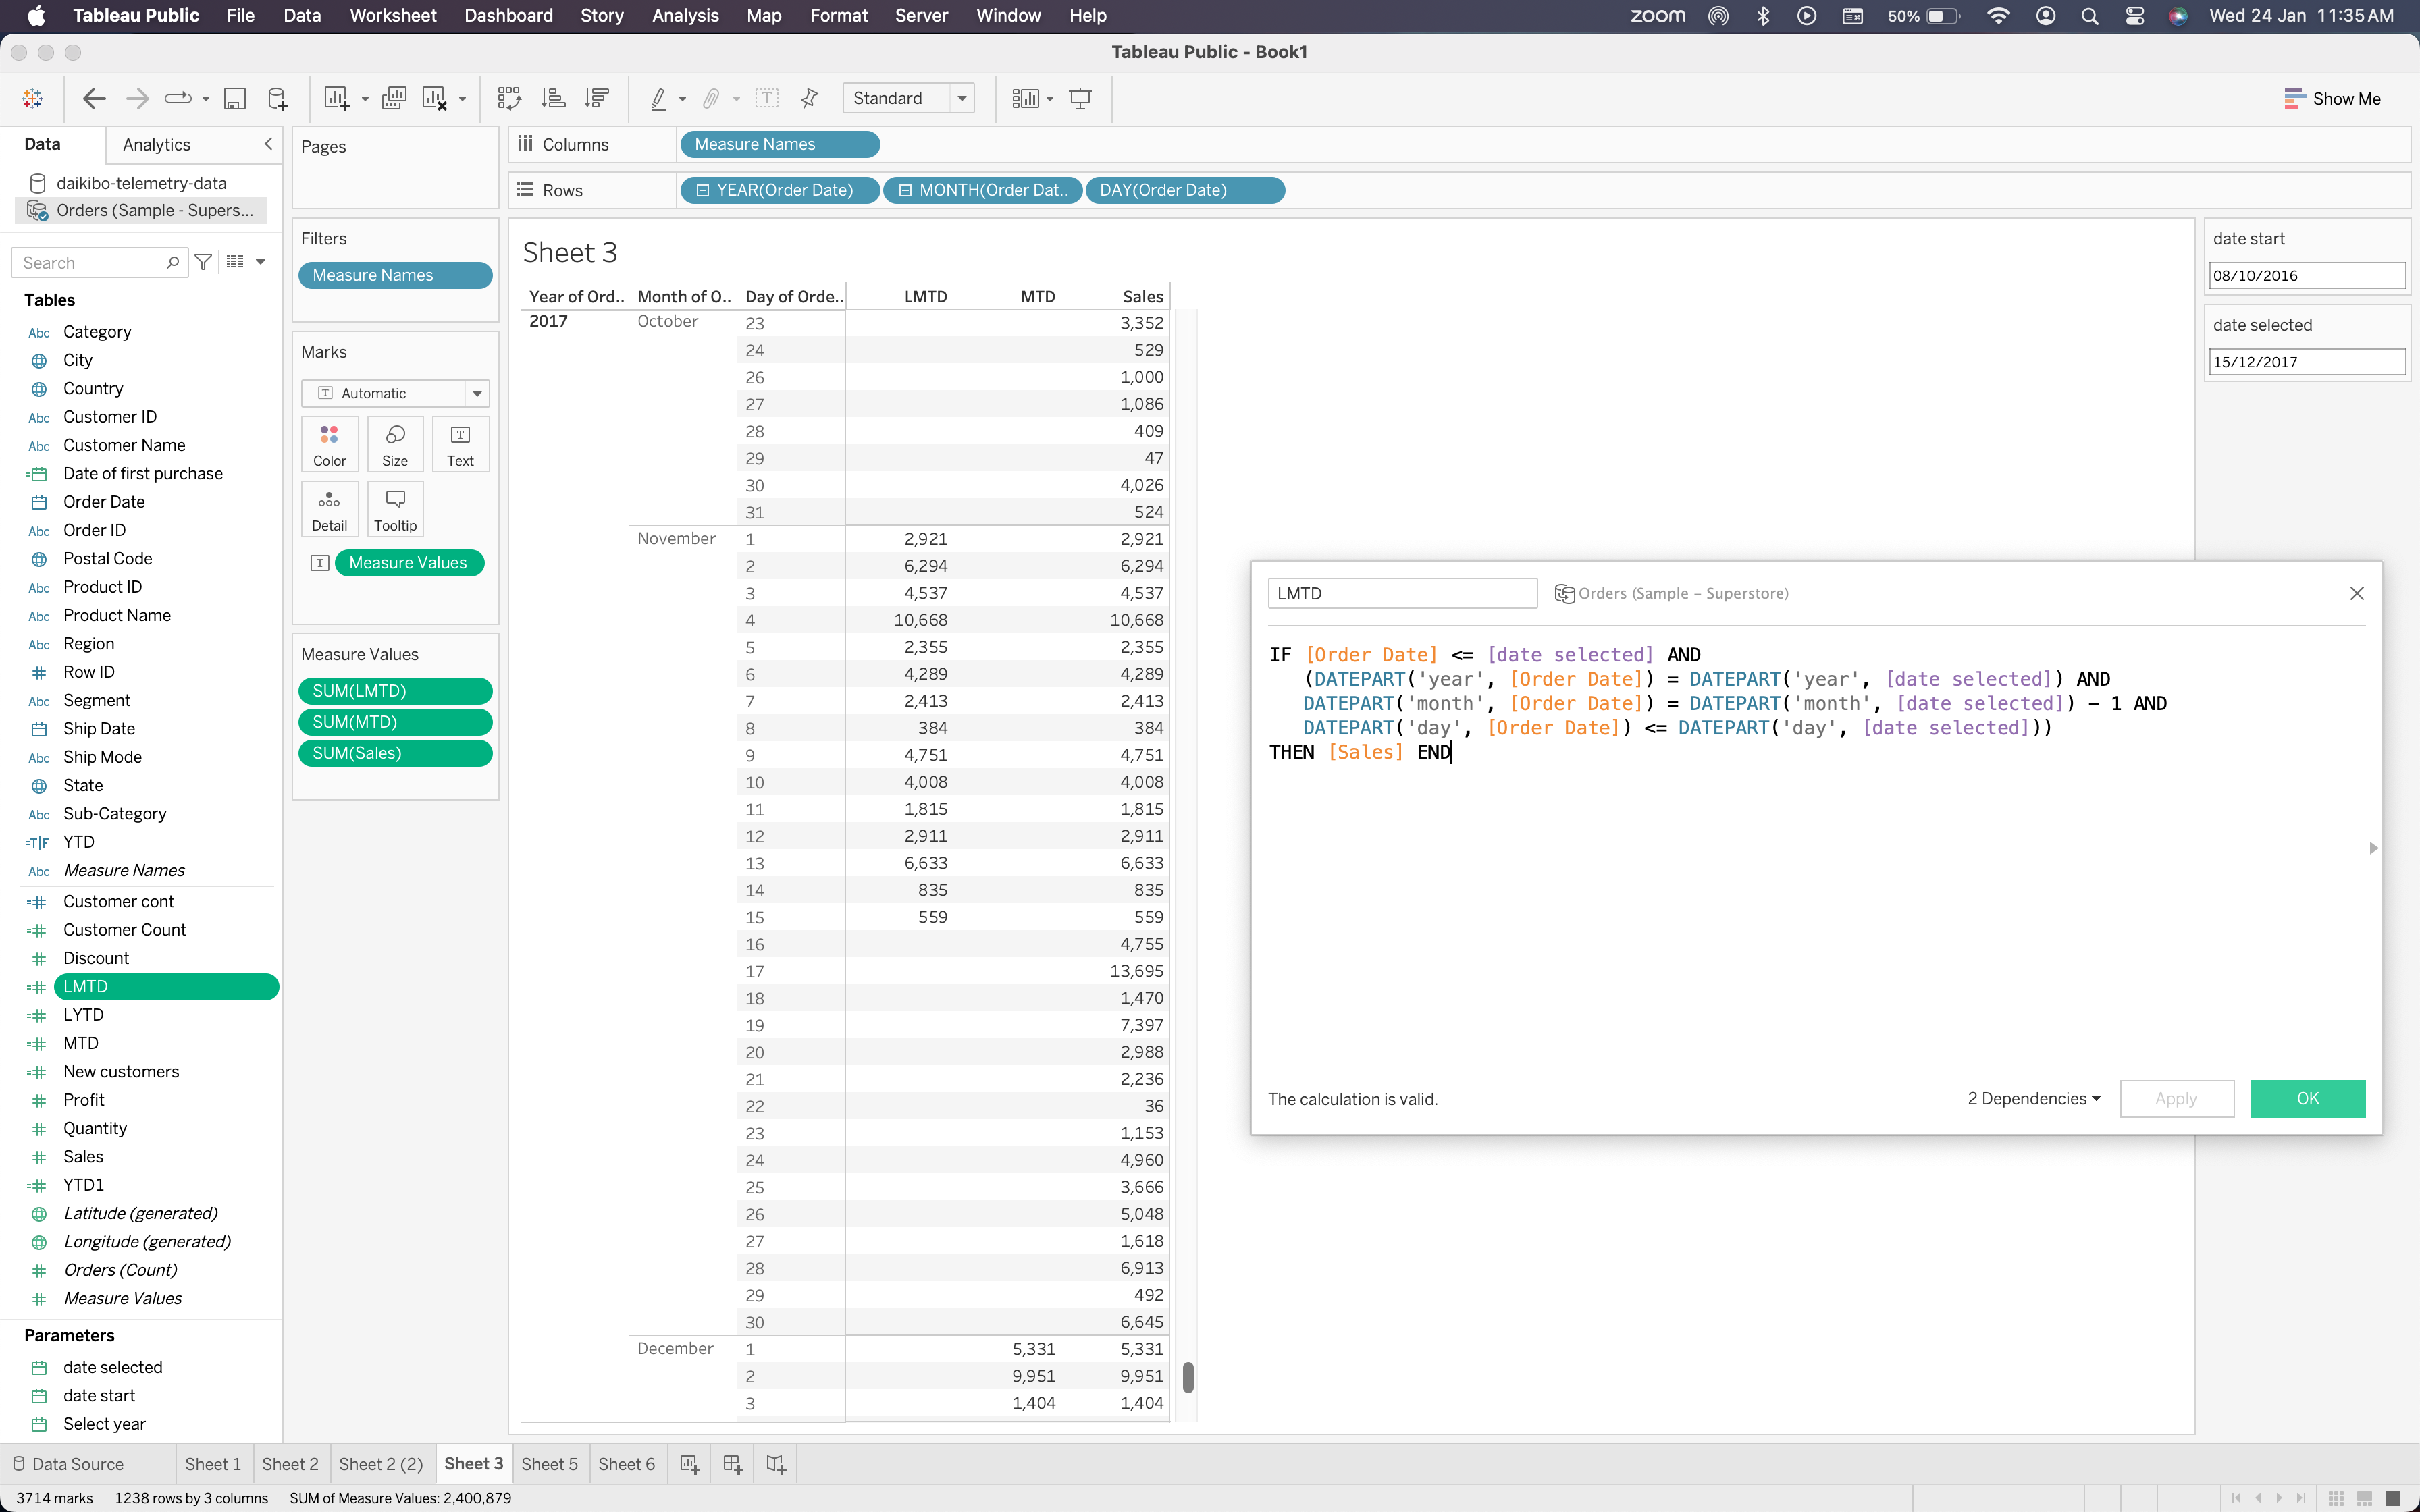 Tableau Public File Data Worksheet Dashboard Story Analysis Map Format Server Window Help zoom 50% Wed 24 Jan 11:35 AM
Tableau Public - Book1
Standard Show Me
Data Analytics
daikibo-telemetry-data
Orders (Sample - Supers...
Search
Tables
Abc Category
City
Country
Abc Customer ID
Abc Customer Name
Date of first purchase
Order Date
Abc Order ID
Postal Code
Abc Product ID
Abc Product Name
Abc Region
# Row ID
Abc Segment
Ship Date
Abc Ship Mode
State
Abc Sub-Category
=T|F YTD
Abc Measure Names
=# Customer cont
=# Customer Count
# Discount
=# LMTD
=# LYTD
=# MTD
=# New customers
# Profit
# Quantity
# Sales
=# YTD1
Latitude (generated)
Longitude (generated)
# Orders (Count)
# Measure Values
Parameters
date selected
date start
Select year
Pages
Filters
Measure Names
Marks
T Automatic
Color Size Text
Detail Tooltip
T Measure Values
Measure Values
SUM(LMTD)
SUM(MTD)
SUM(Sales)
Columns Measure Names
Rows YEAR(Order Date) MONTH(Order Dat.. DAY(Order Date)
Sheet 3
Year of Ord.. Month of O.. Day of Orde.. LMTD MTD Sales
2017 October 23 3,352
24 529
26 1,000
27 1,086
28 409
29 47
30 4,026
31 524
November 1 2,921 2,921
2 6,294 6,294
3 4,537 4,537
4 10,668 10,668
5 2,355 2,355
6 4,289 4,289
7 2,413 2,413
8 384 384
9 4,751 4,751
10 4,008 4,008
11 1,815 1,815
12 2,911 2,911
13 6,633 6,633
14 835 835
15 559 559
16 4,755
17 13,695
18 1,470
19 7,397
20 2,988
21 2,236
22 36
23 1,153
24 4,960
25 3,666
26 5,048
27 1,618
28 6,913
29 492
30 6,645
December 1 5,331 5,331
2 9,951 9,951
3 1,404 1,404
date start
08/10/2016
date selected
15/12/2017
LMTD Orders (Sample - Superstore)
IF [Order Date] <= [date selected] AND
(DATEPART('year', [Order Date]) = DATEPART('year', [date selected]) AND
DATEPART('month', [Order Date]) = DATEPART('month', [date selected]) - 1 AND
DATEPART('day', [Order Date]) <= DATEPART('day', [date selected]))
THEN [Sales] END
The calculation is valid. 2 Dependencies Apply OK
Data Source Sheet 1 Sheet 2 Sheet 2 (2) Sheet 3 Sheet 5 Sheet 6
3714 marks 1238 rows by 3 columns SUM of Measure Values: 2,400,879